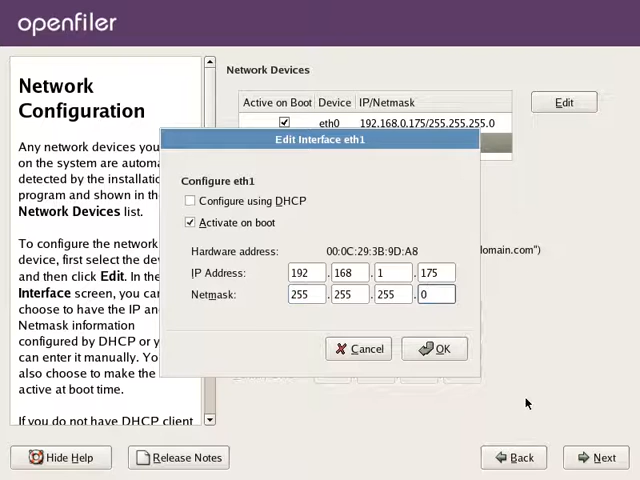 openfiler
Network
Configuration
Any network devices you
on the system are automa
detected by the installatio
program and shown in the
Network Devices list.
To configure the network
device, first select the dev
and then click Edit. In the
Interface screen, you can
choose to have the IP an
Netmask information
configured by DHCP or y
can enter it manually. Yo
also choose to make the
active at boot time.
If you do not have DHCP client
Network Devices
Active on Boot Device IP/Netmask
eth0 192.168.0.175/255.255.255.0
Edit
Edit Interface eth1
Configure eth1
Configure using DHCP
Activate on boot
Hardware address: 00:0C:29:3B:9D:A8
IP Address: 192 . 168 . 1 . 175
Netmask: 255 . 255 . 255 . 0
Cancel OK
domain.com")
Hide Help Release Notes Back Next